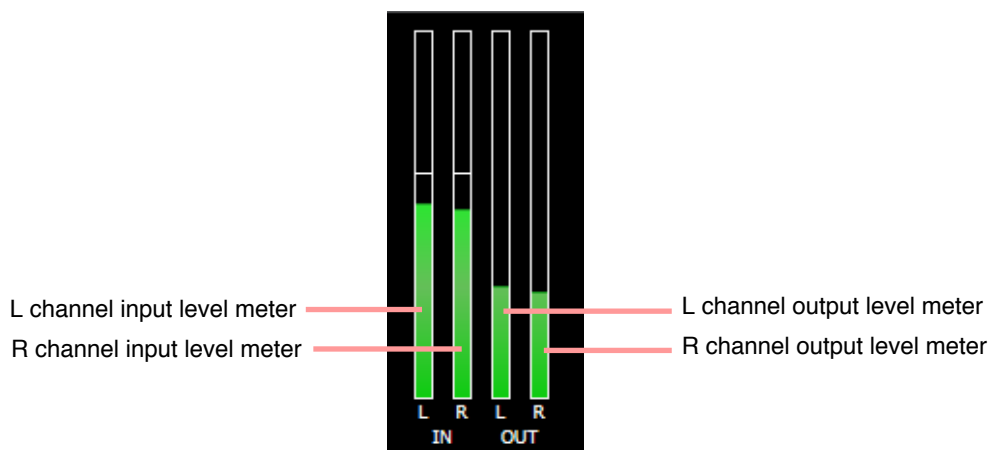 L channel input level meter
R channel input level meter
L channel output level meter
R channel output level meter
L R L R
IN OUT